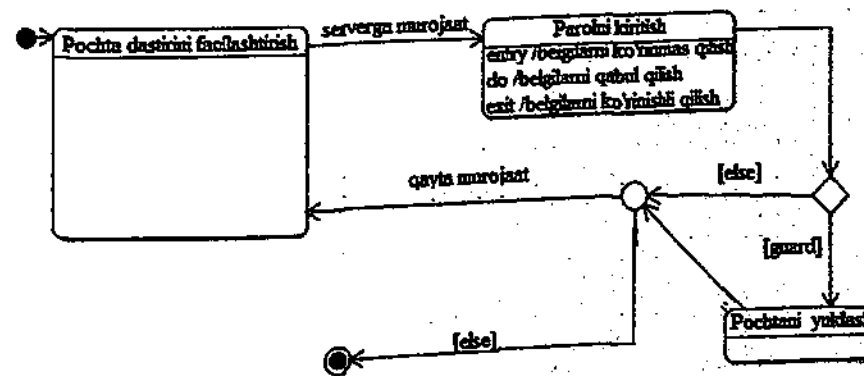 serverga murojaat
Pochta dasturini faollashtirish
Parolni kiritish
entry /belgilarni ko'rinmas qilish
do /belgilarni qabul qilish
exit /belgilarni ko'rinishli qilish
qayta murojaat
[else]
[guard]
Pochtani yuklash
[else]